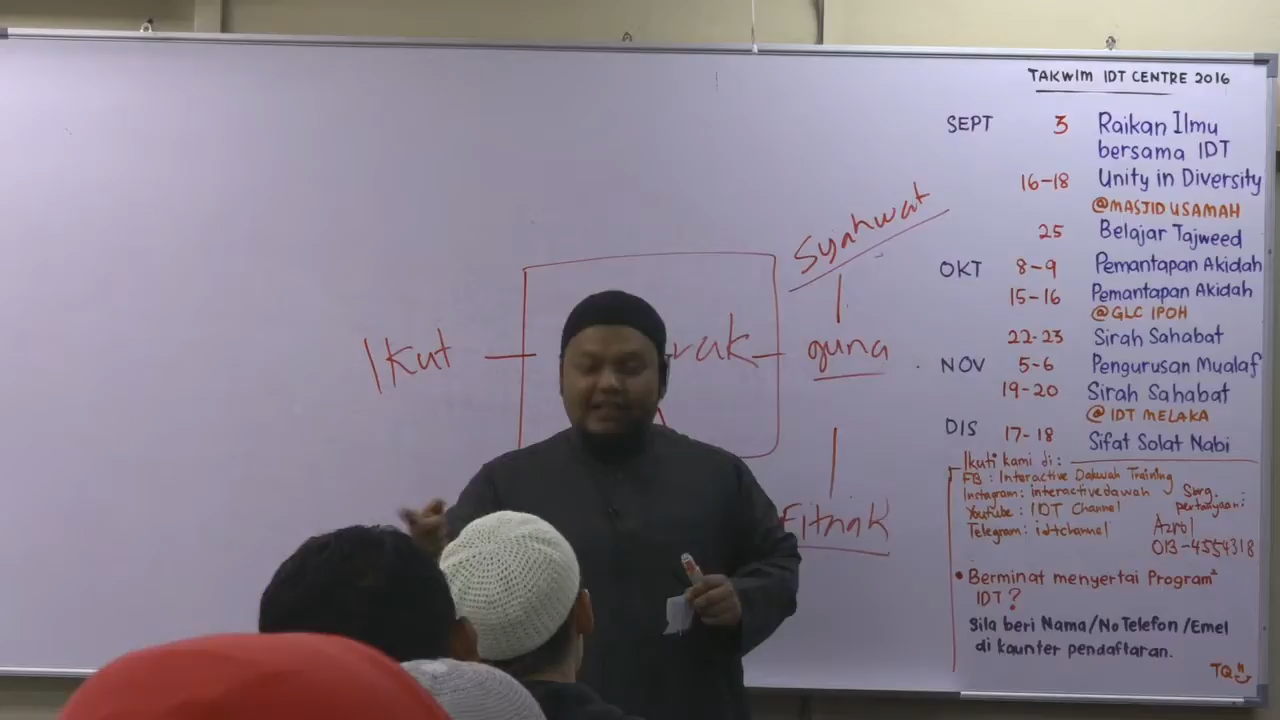 TAKWIM IDT CENTRE 2016
SEPT 3 Raikan Ilmu
bersama IDT
16-18 Unity in Diversity
@MASJID USAMAH
25 Belajar Tajweed
OKT 8-9 Pemantapan Akidah
15-16 Pemantapan Akidah
@GLC IPOH
22-23 Sirah Sahabat
NOV 5-6 Pengurusan Mualaf
19-20 Sirah Sahabat
@IDT MELAKA
DIS 17-18 Sifat Solat Nabi
Ikuti kami di:
FB: Interactive Dakwah Training
Instagram: interactivedawah
Youtube: IDT Channel
Telegram: idtchannel
pertanyaan:
Azrol
013-4554318
• Berminat menyertai Program²
IDT?
Sila beri Nama/No Telefon/Emel
di kaunter pendaftaran.
TQ
Syahwat
Ikut rak guna
Fitnah